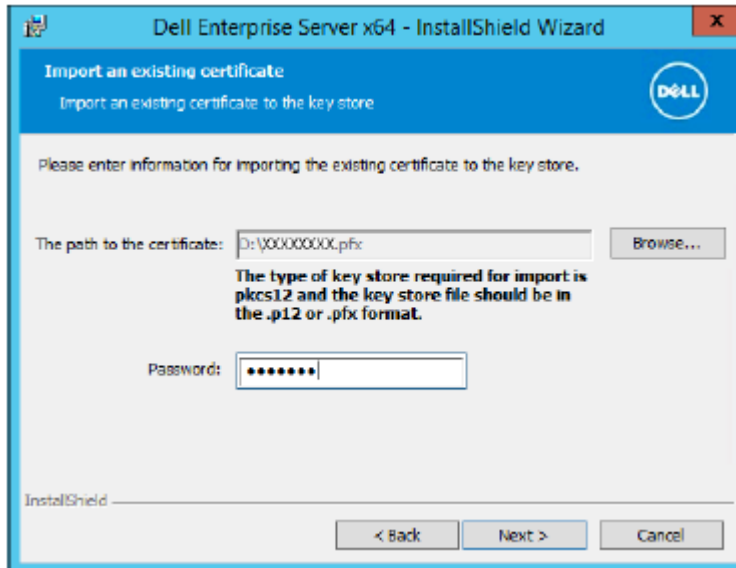 Dell Enterprise Server x64 - InstallShield Wizard
x
Import an existing certificate
Import an existing certificate to the key store
DELL
Please enter information for importing the existing certificate to the key store.
The path to the certificate: D:\XXXXXXXX.pfx Browse...
The type of key store required for import is
pkcs12 and the key store file should be in
the .p12 or .pfx format.
Password: •••••••
InstallShield
< Back Next > Cancel